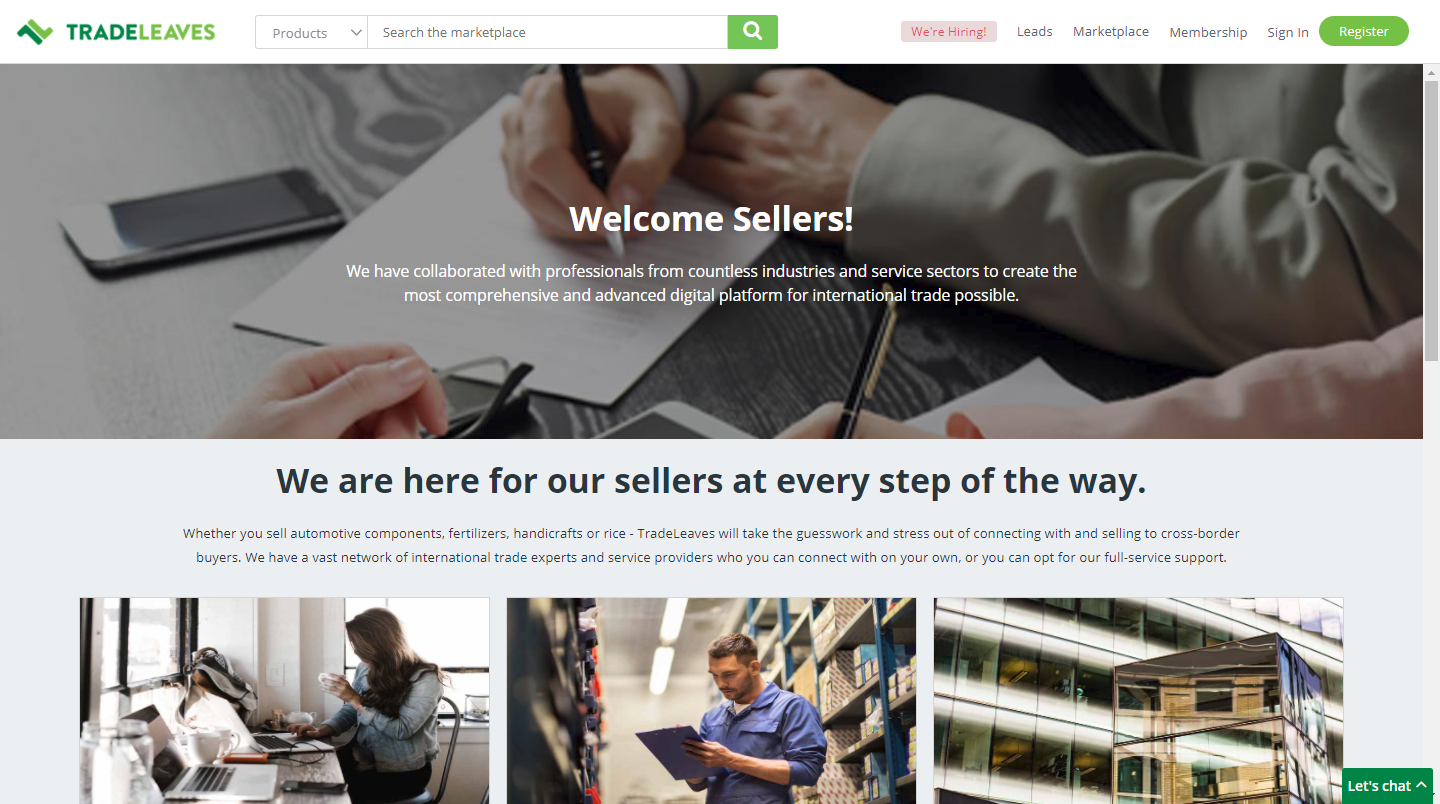 TRADELEAVES
Products
Search the marketplace
We're Hiring!
Leads
Marketplace
Membership
Sign In
Register
Welcome Sellers!
We have collaborated with professionals from countless industries and service sectors to create the
most comprehensive and advanced digital platform for international trade possible.
We are here for our sellers at every step of the way.
Whether you sell automotive components, fertilizers, handicrafts or rice - TradeLeaves will take the guesswork and stress out of connecting with and selling to cross-border
buyers. We have a vast network of international trade experts and service providers who you can connect with on your own, or you can opt for our full-service support.
Let's chat